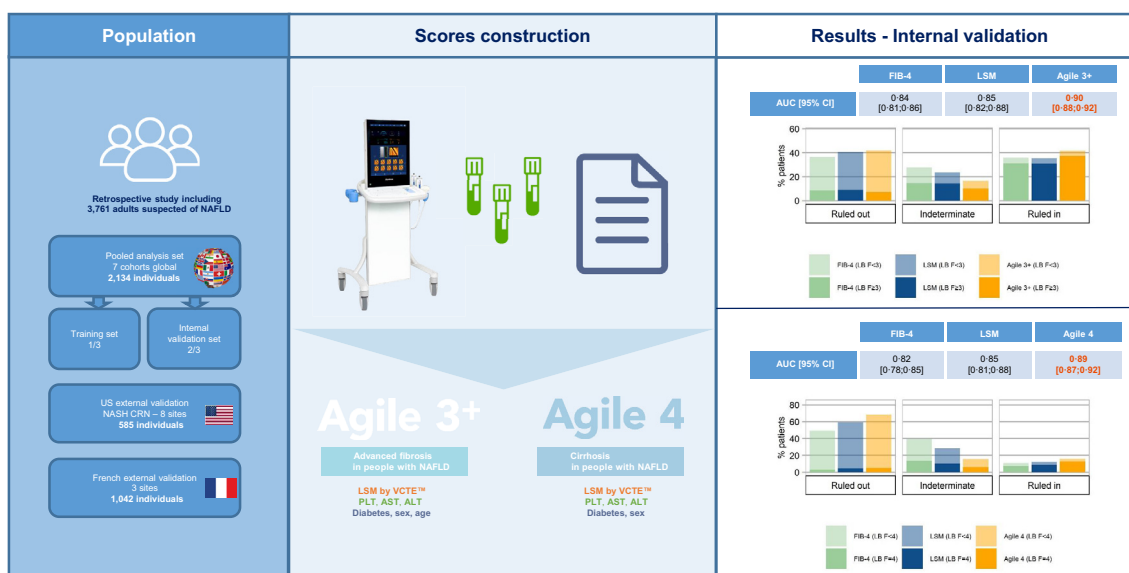 Population
Retrospective study including
3,761 adults suspected of NAFLD
Pooled analysis set
7 cohorts global
2,134 individuals
Training set
1/3
Internal
validation set
2/3
US external validation
NASH CRN – 8 sites
585 individuals
French external validation
3 sites
1,042 individuals
Scores construction
Agile 3+
Advanced fibrosis
in people with NAFLD
LSM by VCTE™
PLT, AST, ALT
Diabetes, sex, age
Agile 4
Cirrhosis
in people with NAFLD
LSM by VCTE™
PLT, AST, ALT
Diabetes, sex
Results - Internal validation
FIB-4 LSM Agile 3+
AUC [95% CI] 0·84 0·85 0·90
[0·81;0·86] [0·82;0·88] [0·88;0·92]
% patients
60
40
20
0
Ruled out Indeterminate Ruled in
FIB-4 (LB F<3) LSM (LB F<3) Agile 3+ (LB F<3)
FIB-4 (LB F≥3) LSM (LB F≥3) Agile 3+ (LB F≥3)
FIB-4 LSM Agile 4
AUC [95% CI] 0·82 0·85 0·89
[0·78;0·85] [0·81;0·88] [0·87;0·92]
% patients
80
60
40
20
0
Ruled out Indeterminate Ruled in
FIB-4 (LB F<4) LSM (LB F<4) Agile 4 (LB F<4)
FIB-4 (LB F=4) LSM (LB F=4) Agile 4 (LB F=4)